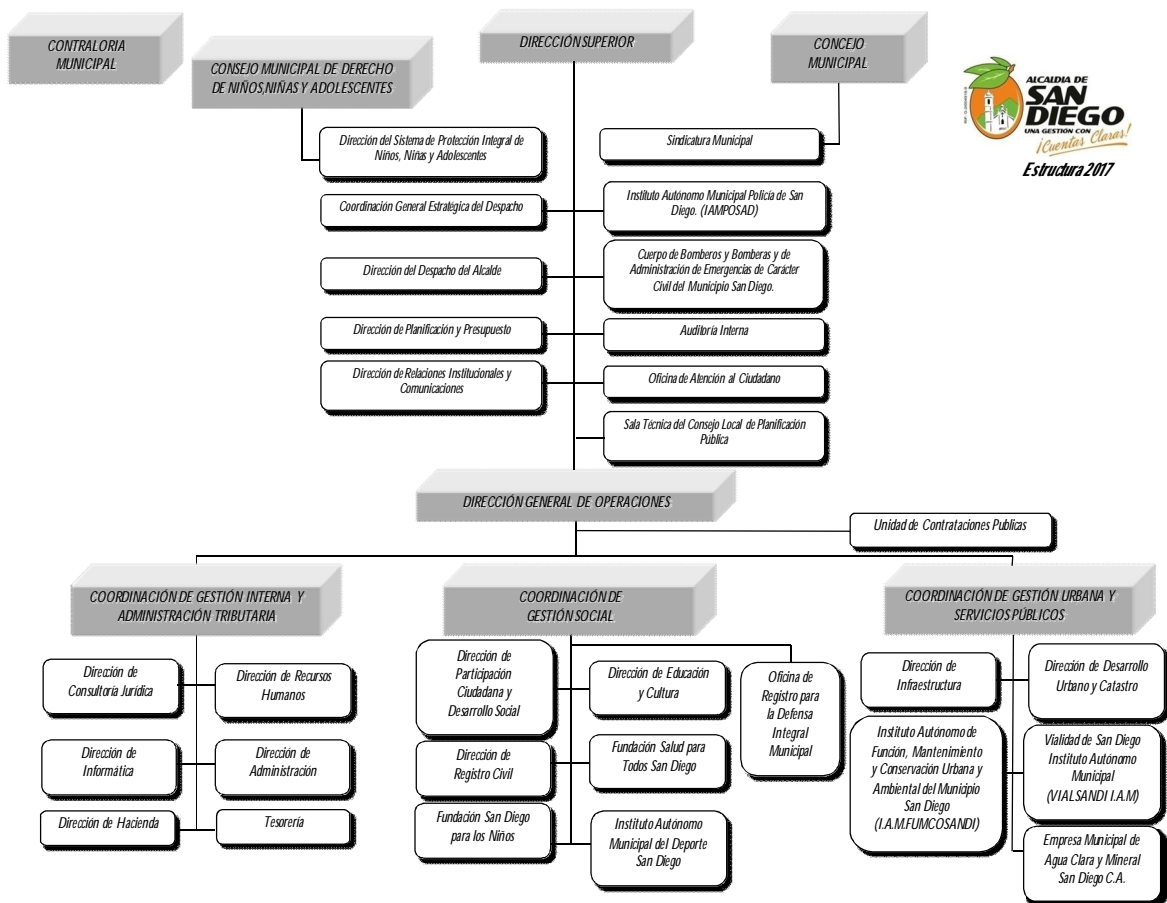 CONTRALORIA
MUNICIPAL
CONSEJO MUNICIPAL DE DERECHO
DE NIÑOS,NIÑAS Y ADOLESCENTES
DIRECCIÓN SUPERIOR
CONCEJO
MUNICIPAL
ALCALDIA DE
SAN
DIEGO
UNA GESTIÓN CON
¡Cuentas Claras!
Estructura 2017
Dirección del Sistema de Protección Integral de
Niños, Niñas y Adolescentes
Sindicatura Municipal
Coordinación General Estratégica del Despacho
Instituto Autónomo Municipal Policía de San
Diego. (IAMPOSAD)
Dirección del Despacho del Alcalde
Cuerpo de Bomberos y Bomberas y de
Administración de Emergencias de Carácter
Civil del Municipio San Diego.
Dirección de Planificación y Presupuesto
Auditoría Interna
Dirección de Relaciones Institucionales y
Comunicaciones
Oficina de Atención al Ciudadano
Sala Técnica del Consejo Local de Planificación
Pública
DIRECCIÓN GENERAL DE OPERACIONES
Unidad de Contrataciones Publicas
COORDINACIÓN DE GESTIÓN INTERNA Y
ADMINISTRACIÓN TRIBUTARIA
COORDINACIÓN DE
GESTIÓN SOCIAL
COORDINACIÓN DE GESTIÓN URBANA Y
SERVICIOS PÚBLICOS
Dirección de
Consultoría Jurídica
Dirección de Recursos
Humanos
Dirección de
Informática
Dirección de
Administración
Dirección de Hacienda
Tesorería
Dirección de
Participación
Ciudadana y
Desarrollo Social
Dirección de Educación
y Cultura
Oficina de
Registro para
la Defensa
Integral
Municipal
Dirección de
Registro Civil
Fundación Salud para
Todos San Diego
Fundación San Diego
para los Niños
Instituto Autónomo
Municipal del Deporte
San Diego
Dirección de
Infraestructura
Dirección de Desarrollo
Urbano y Catastro
Instituto Autónomo de
Función, Mantenimiento
y Conservación Urbana y
Ambiental del Municipio
San Diego
(I.A.M.FUMCOSANDI)
Vialidad de San Diego
Instituto Autónomo
Municipal
(VIALSANDI I.A.M)
Empresa Municipal de
Agua Clara y Mineral
San Diego C.A.